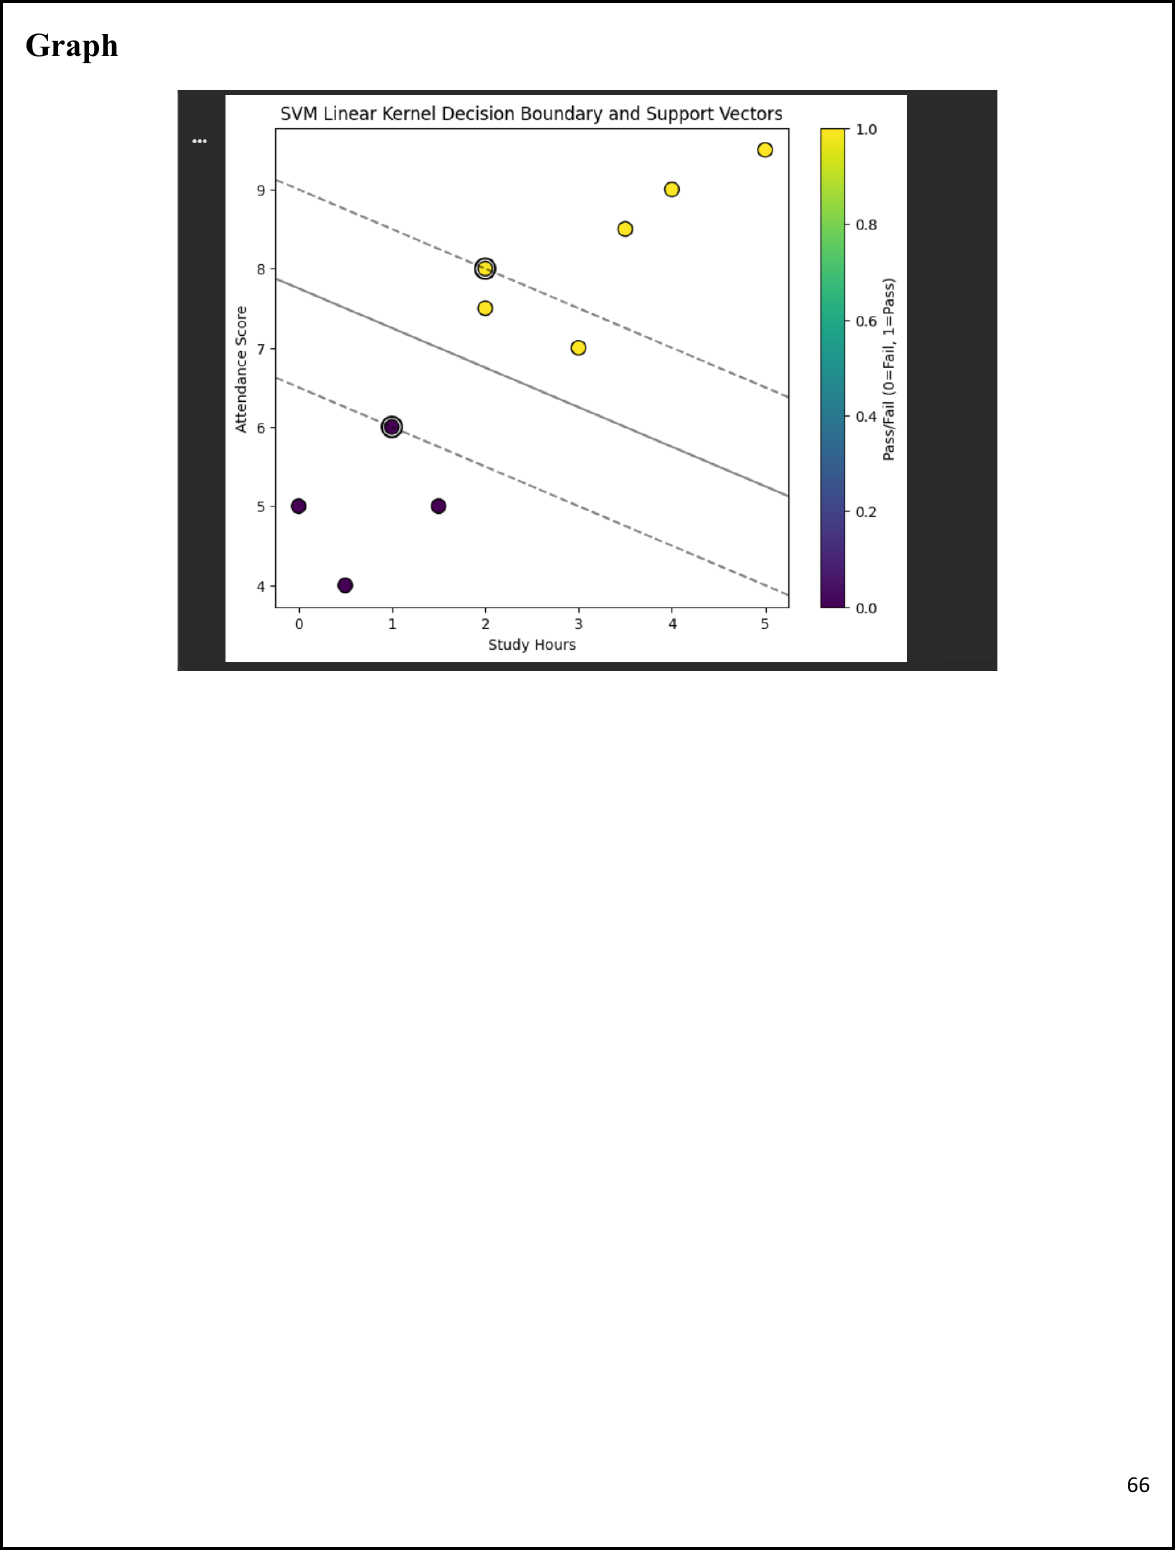 Graph
SVM Linear Kernel Decision Boundary and Support Vectors
9
8
7
6
5
4
Attendance Score
0 1 2 3 4 5
Study Hours
1.0
0.8
0.6
0.4
0.2
0.0
Pass/Fail (0=Fail, 1=Pass)
66